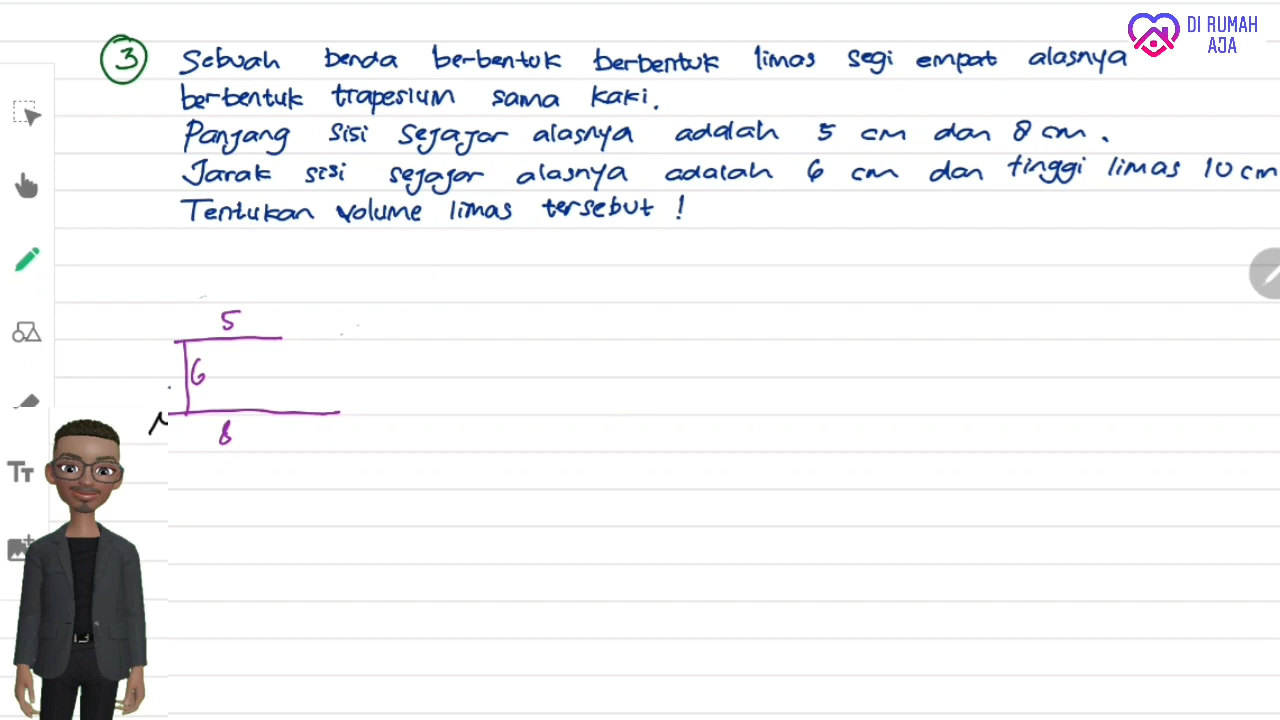 DI RUMAH
AJA
3 Sebuah benda berbentuk berbentuk limas segi empat alasnya
berbentuk trapesium sama kaki.
Panjang sisi sejajar alasnya adalah 5 cm dan 8 cm.
Jarak sisi sejajar alasnya adalah 6 cm dan tinggi limas 10 cm
Tentukan volume limas tersebut !
5
6
8
TT